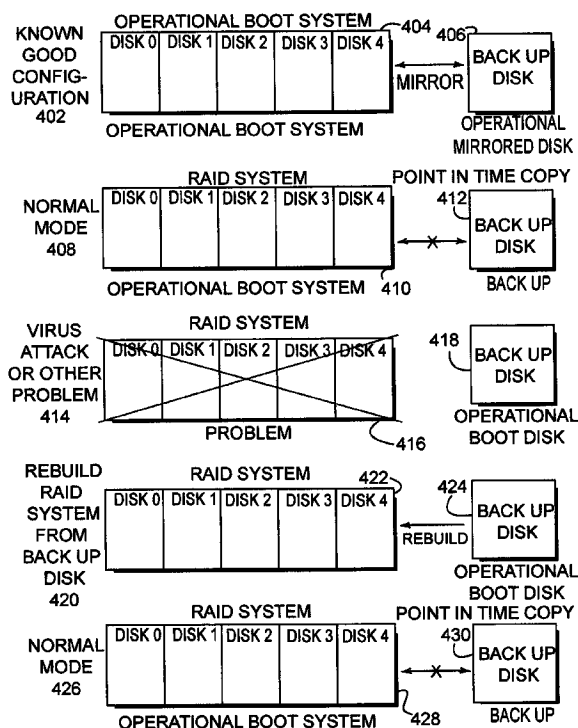 KNOWN
GOOD
CONFIG-
URATION
402
OPERATIONAL BOOT SYSTEM
404
DISK 0 DISK 1 DISK 2 DISK 3 DISK 4
OPERATIONAL BOOT SYSTEM
MIRROR
406
BACK UP
DISK
OPERATIONAL
MIRRORED DISK
NORMAL
MODE
408
RAID SYSTEM
DISK 0 DISK 1 DISK 2 DISK 3 DISK 4
OPERATIONAL BOOT SYSTEM
410
POINT IN TIME COPY
412
BACK UP
DISK
BACK UP
VIRUS
ATTACK
OR OTHER
PROBLEM
414
RAID SYSTEM
DISK 0 DISK 1 DISK 2 DISK 3 DISK 4
PROBLEM
416
418
BACK UP
DISK
OPERATIONAL
BOOT DISK
REBUILD
RAID
SYSTEM
FROM
BACK UP
DISK
420
RAID SYSTEM
422
DISK 0 DISK 1 DISK 2 DISK 3 DISK 4
REBUILD
424
BACK UP
DISK
OPERATIONAL
BOOT DISK
NORMAL
MODE
426
RAID SYSTEM
DISK 0 DISK 1 DISK 2 DISK 3 DISK 4
OPERATIONAL BOOT SYSTEM
428
POINT IN TIME COPY
430
BACK UP
DISK
BACK UP